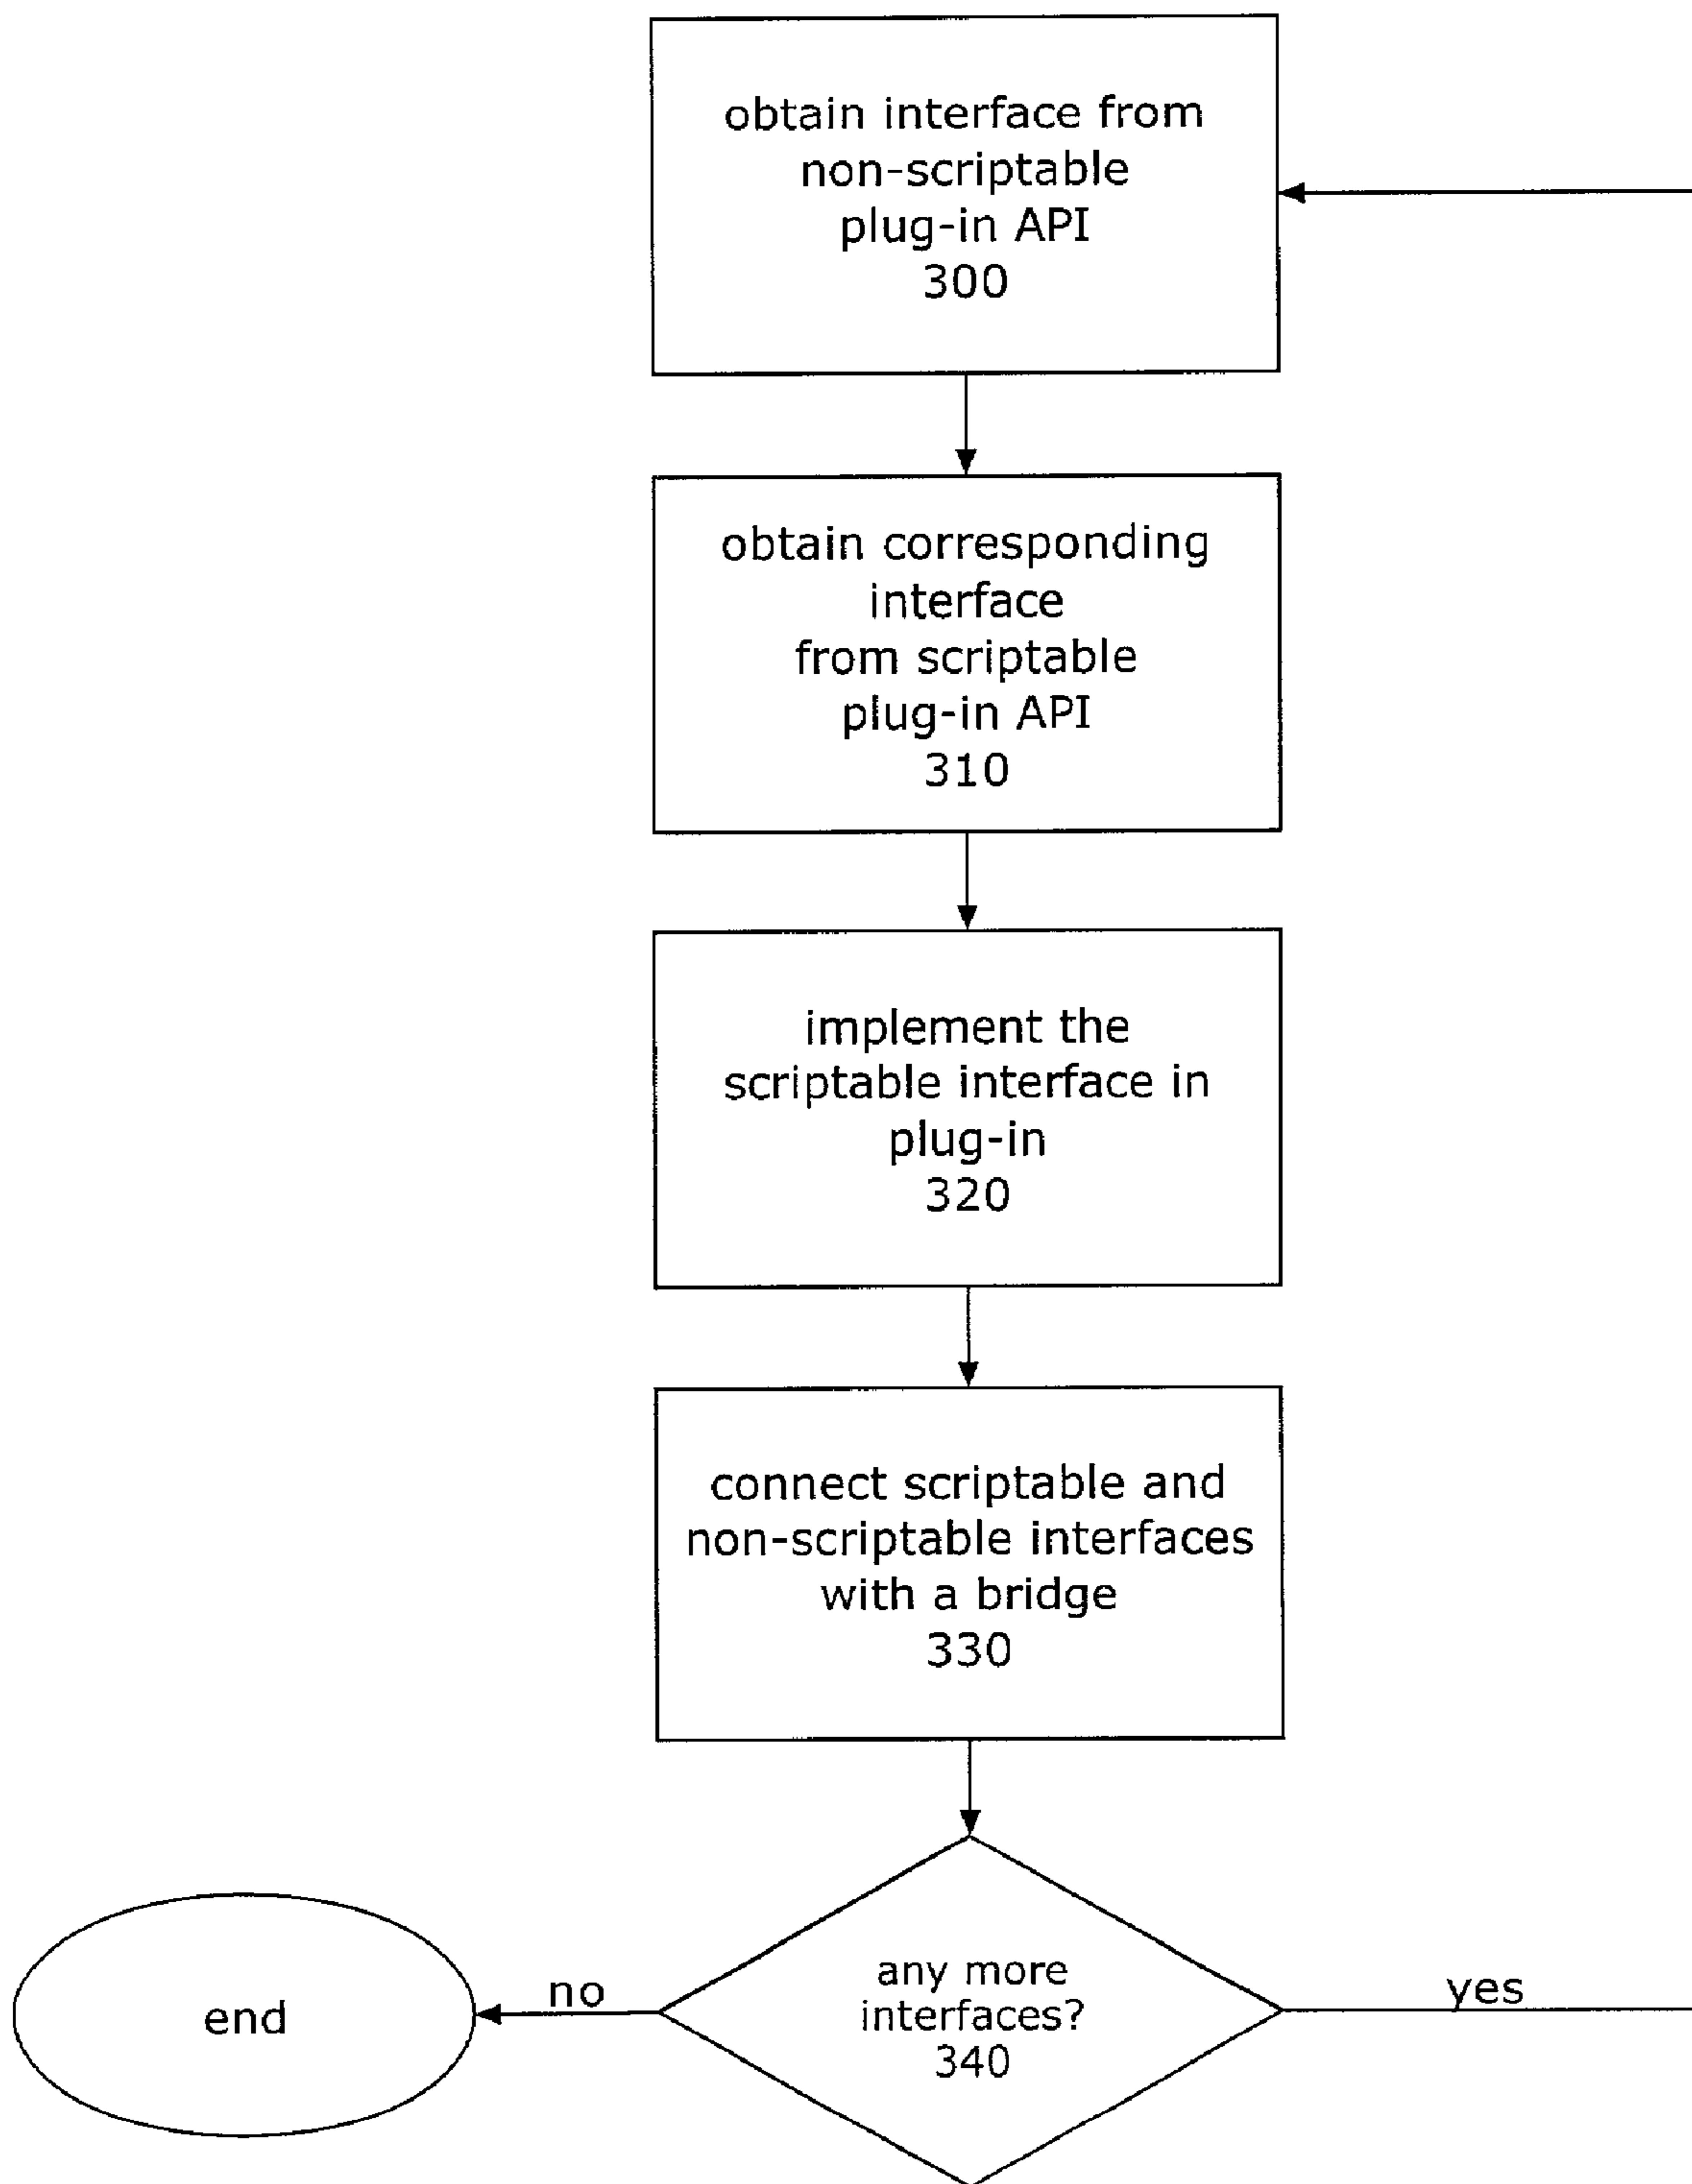 obtain interface from
non-scriptable
plug-in API
300
obtain corresponding
interface
from scriptable
plug-in API
310
implement the
scriptable interface in
plug-in
320
connect scriptable and
non-scriptable interfaces
with a bridge
330
any more
interfaces?
340
no
yes
end